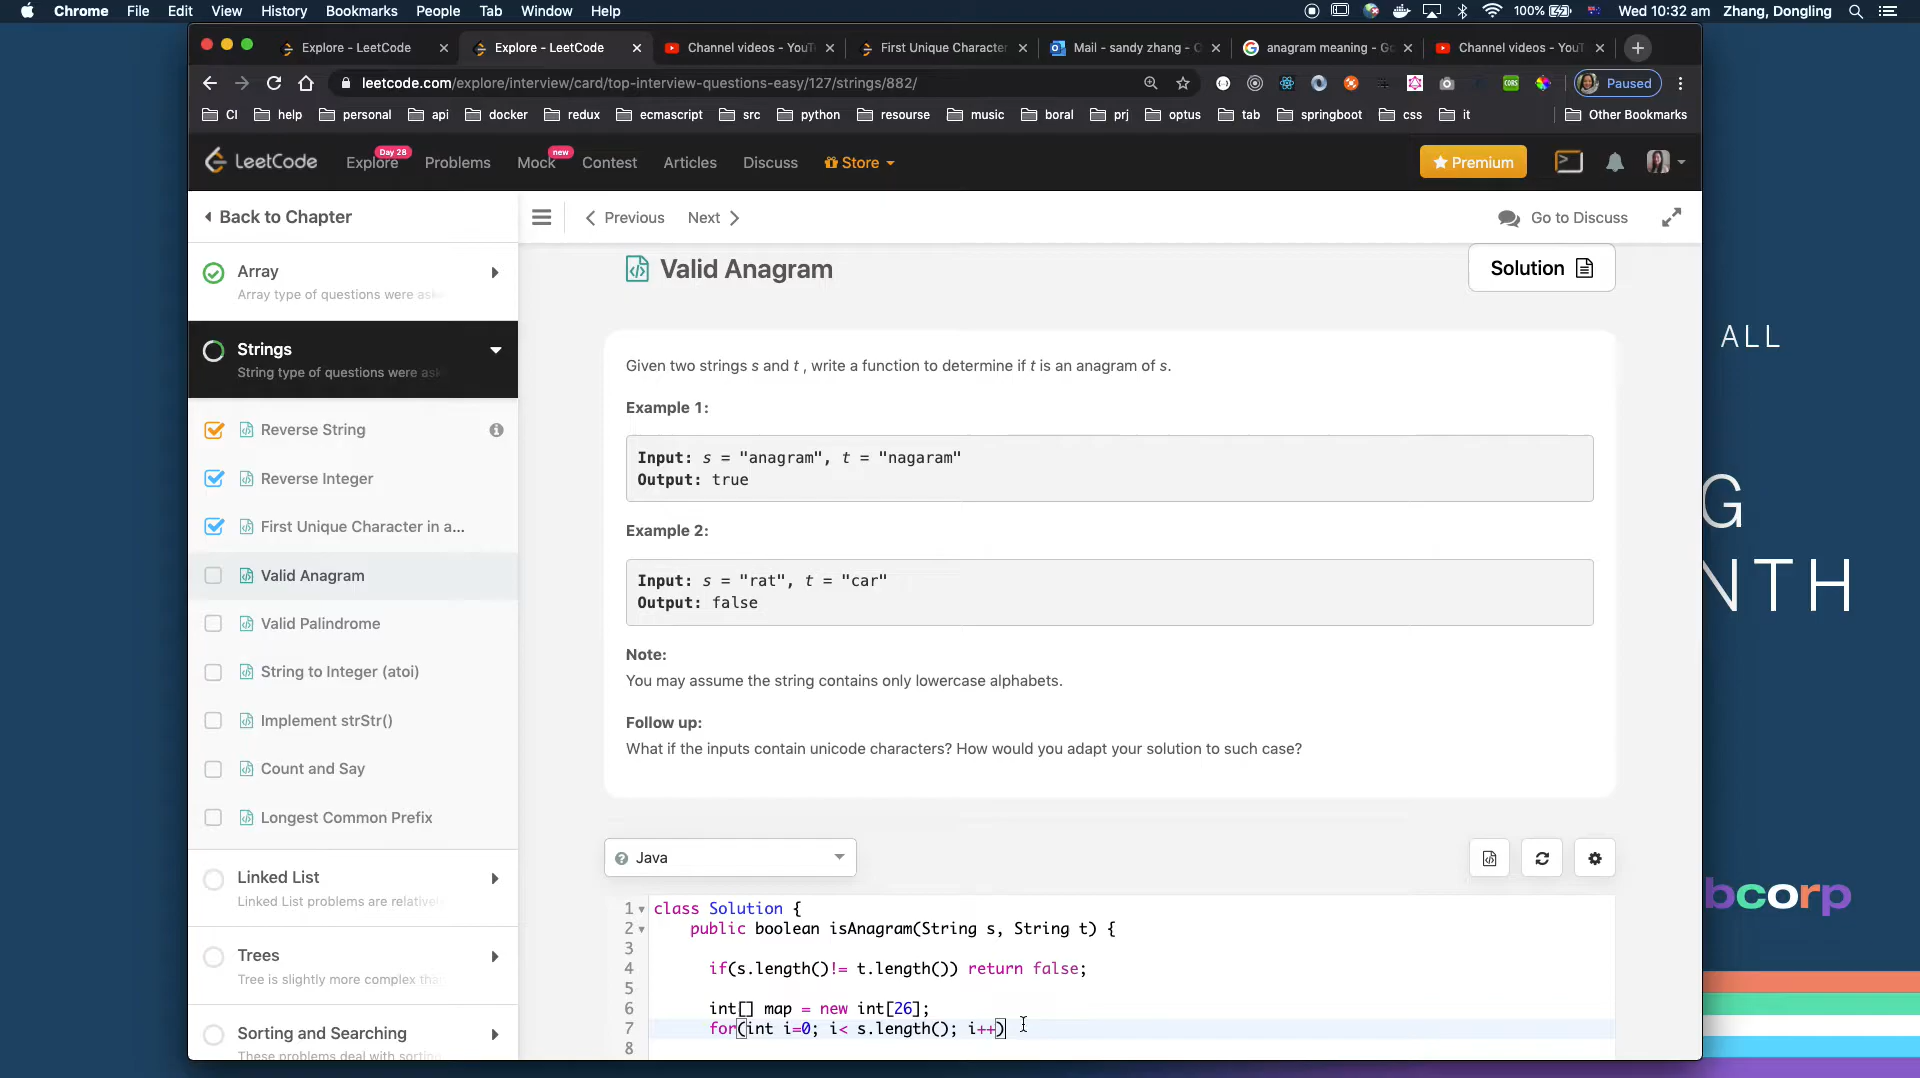 Chrome File Edit View History Bookmarks People Tab Window Help 100% Wed 10:32 am Zhang, Dongling
Explore - LeetCode Explore - LeetCode Channel videos - YouT First Unique Character Mail - sandy zhang - O anagram meaning - Go Channel videos - YouT
leetcode.com/explore/interview/card/top-interview-questions-easy/127/strings/882/ Paused
CI help personal api docker redux ecmascript src python resourse music boral prj optus tab springboot css it Other Bookmarks
LeetCode Explore Day 28 Problems Mock new Contest Articles Discuss Store Premium
Back to Chapter Previous Next Go to Discuss
Array
Array type of questions were aske
Strings
String type of questions were ask
Reverse String
Reverse Integer
First Unique Character in a...
Valid Anagram
Valid Palindrome
String to Integer (atoi)
Implement strStr()
Count and Say
Longest Common Prefix
Linked List
Linked List problems are relativel
Trees
Tree is slightly more complex tha
Sorting and Searching
These problems deal with sorting
Valid Anagram Solution
Given two strings s and t , write a function to determine if t is an anagram of s.
Example 1:
Input: s = "anagram", t = "nagaram"
Output: true
Example 2:
Input: s = "rat", t = "car"
Output: false
Note:
You may assume the string contains only lowercase alphabets.
Follow up:
What if the inputs contain unicode characters? How would you adapt your solution to such case?
Java
1 class Solution {
2 public boolean isAnagram(String s, String t) {
3
4 if(s.length()!= t.length()) return false;
5
6 int[] map = new int[26];
7 for(int i=0; i< s.length(); i++)
8
ALL
G
NTH
bcorp